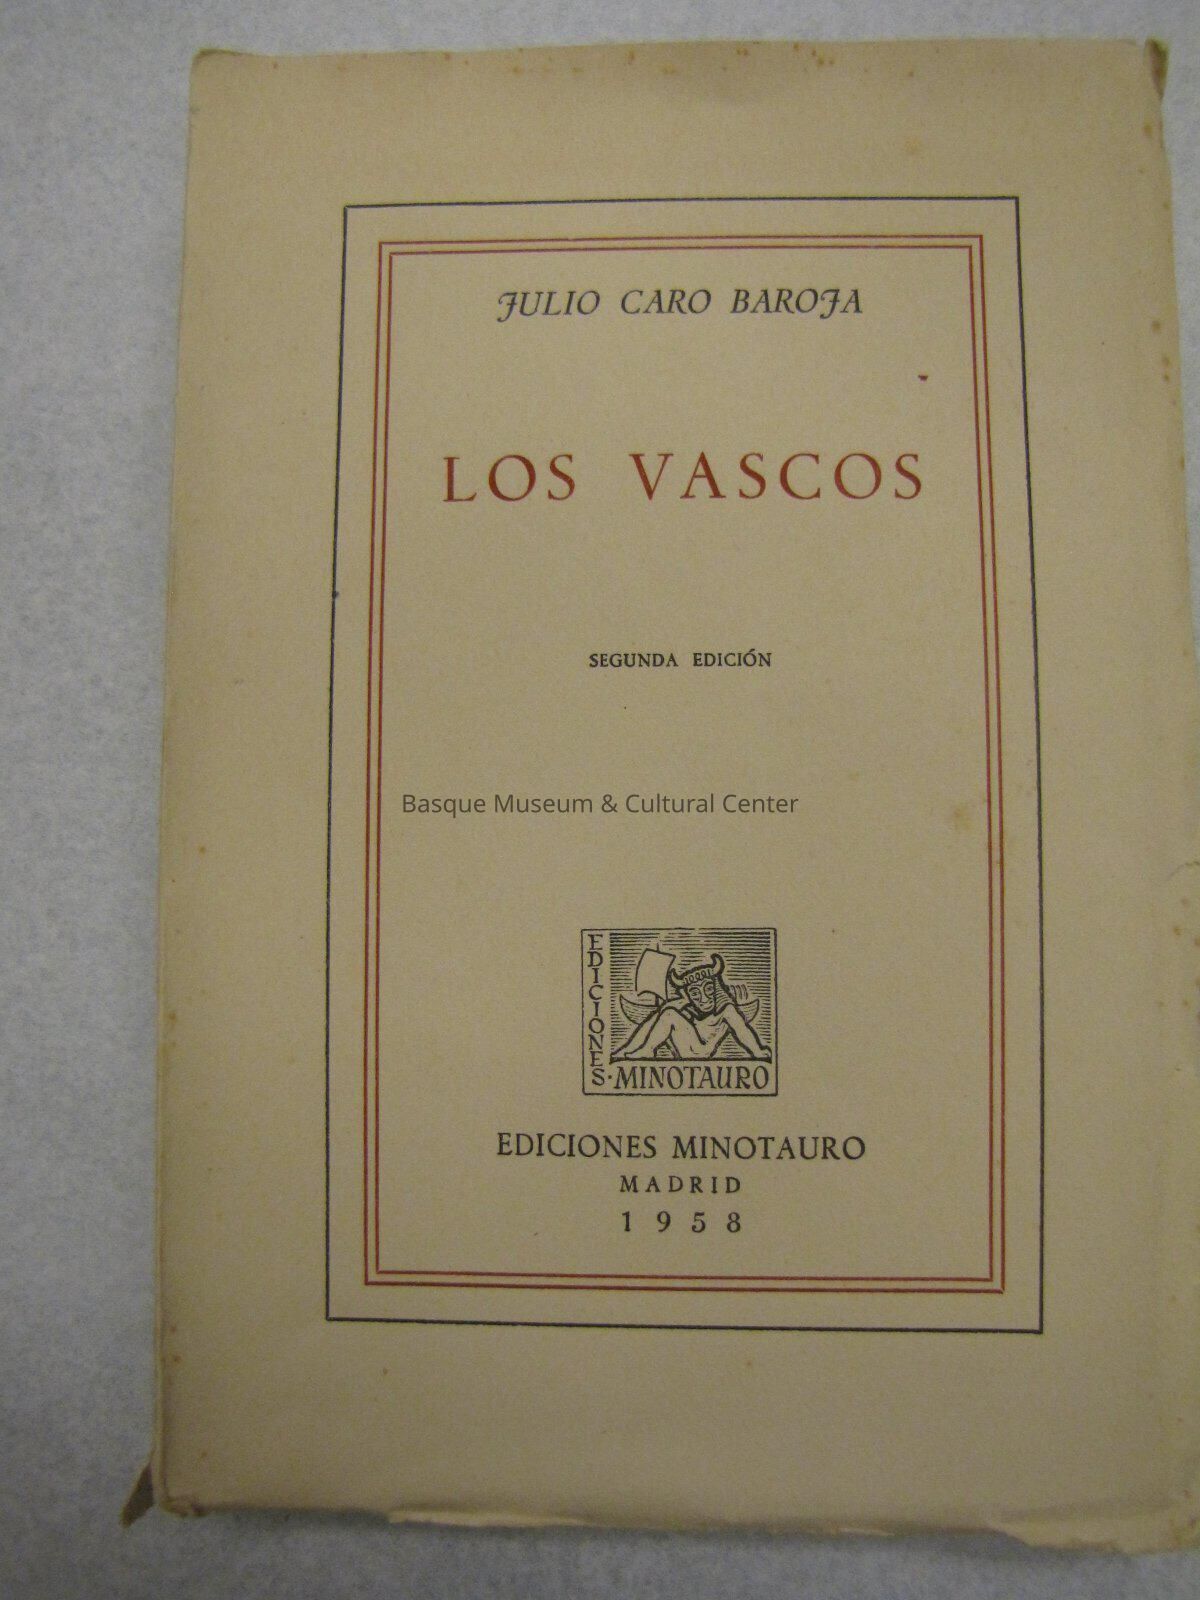 JULIO CARO BAROJA
LOS VASCOS
SEGUNDA EDICIÓN
Basque Museum & Cultural Center
EDICIONES · MINOTAURO
EDICIONES MINOTAURO
MADRID
1958